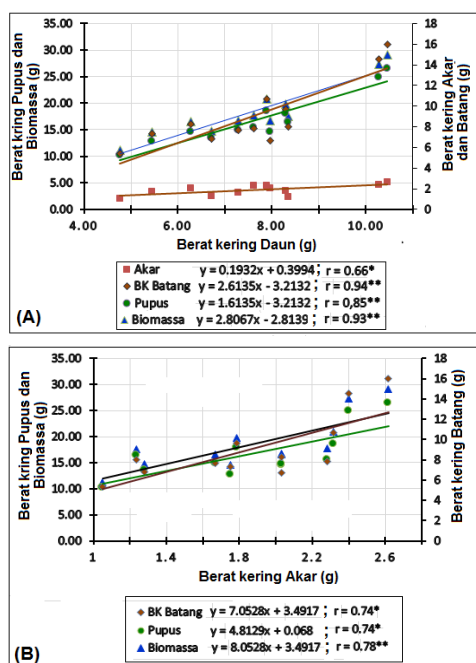 35.00 18
30.00 16
25.00 14
20.00 12
15.00 10
10.00 8
5.00 6
0.00 4
2
0
Berat kring Pupus dan
Biomassa (g)
Berat kering Akar
dan Batang (g)
4.00 6.00 8.00 10.00
Berat kering Daun (g)
Akar y = 0.1932x + 0.3994 ; r = 0.66*
BK Batang y = 2.6135x - 3.2132 ; r = 0.94**
Pupus y = 1.6135x - 3.2132 ; r = 0,85**
Biomassa y = 2.8067x - 2.8139 ; r = 0.93**
(A)
35.00 18
30.00 16
25.00 14
20.00 12
15.00 10
10.00 8
5.00 6
0.00 4
2
0
Berat kring Pupus dan
Biomassa (g)
Berat kering Batang (g)
1 1.4 1.8 2.2 2.6
Berat kering Akar (g)
BK Batang y = 7.0528x + 3.4917 ; r = 0.74*
Pupus y = 4.8129x + 0.068 ; r = 0.74*
Biomassa y = 8.0528x + 3.4917 ; r = 0.78**
(B)